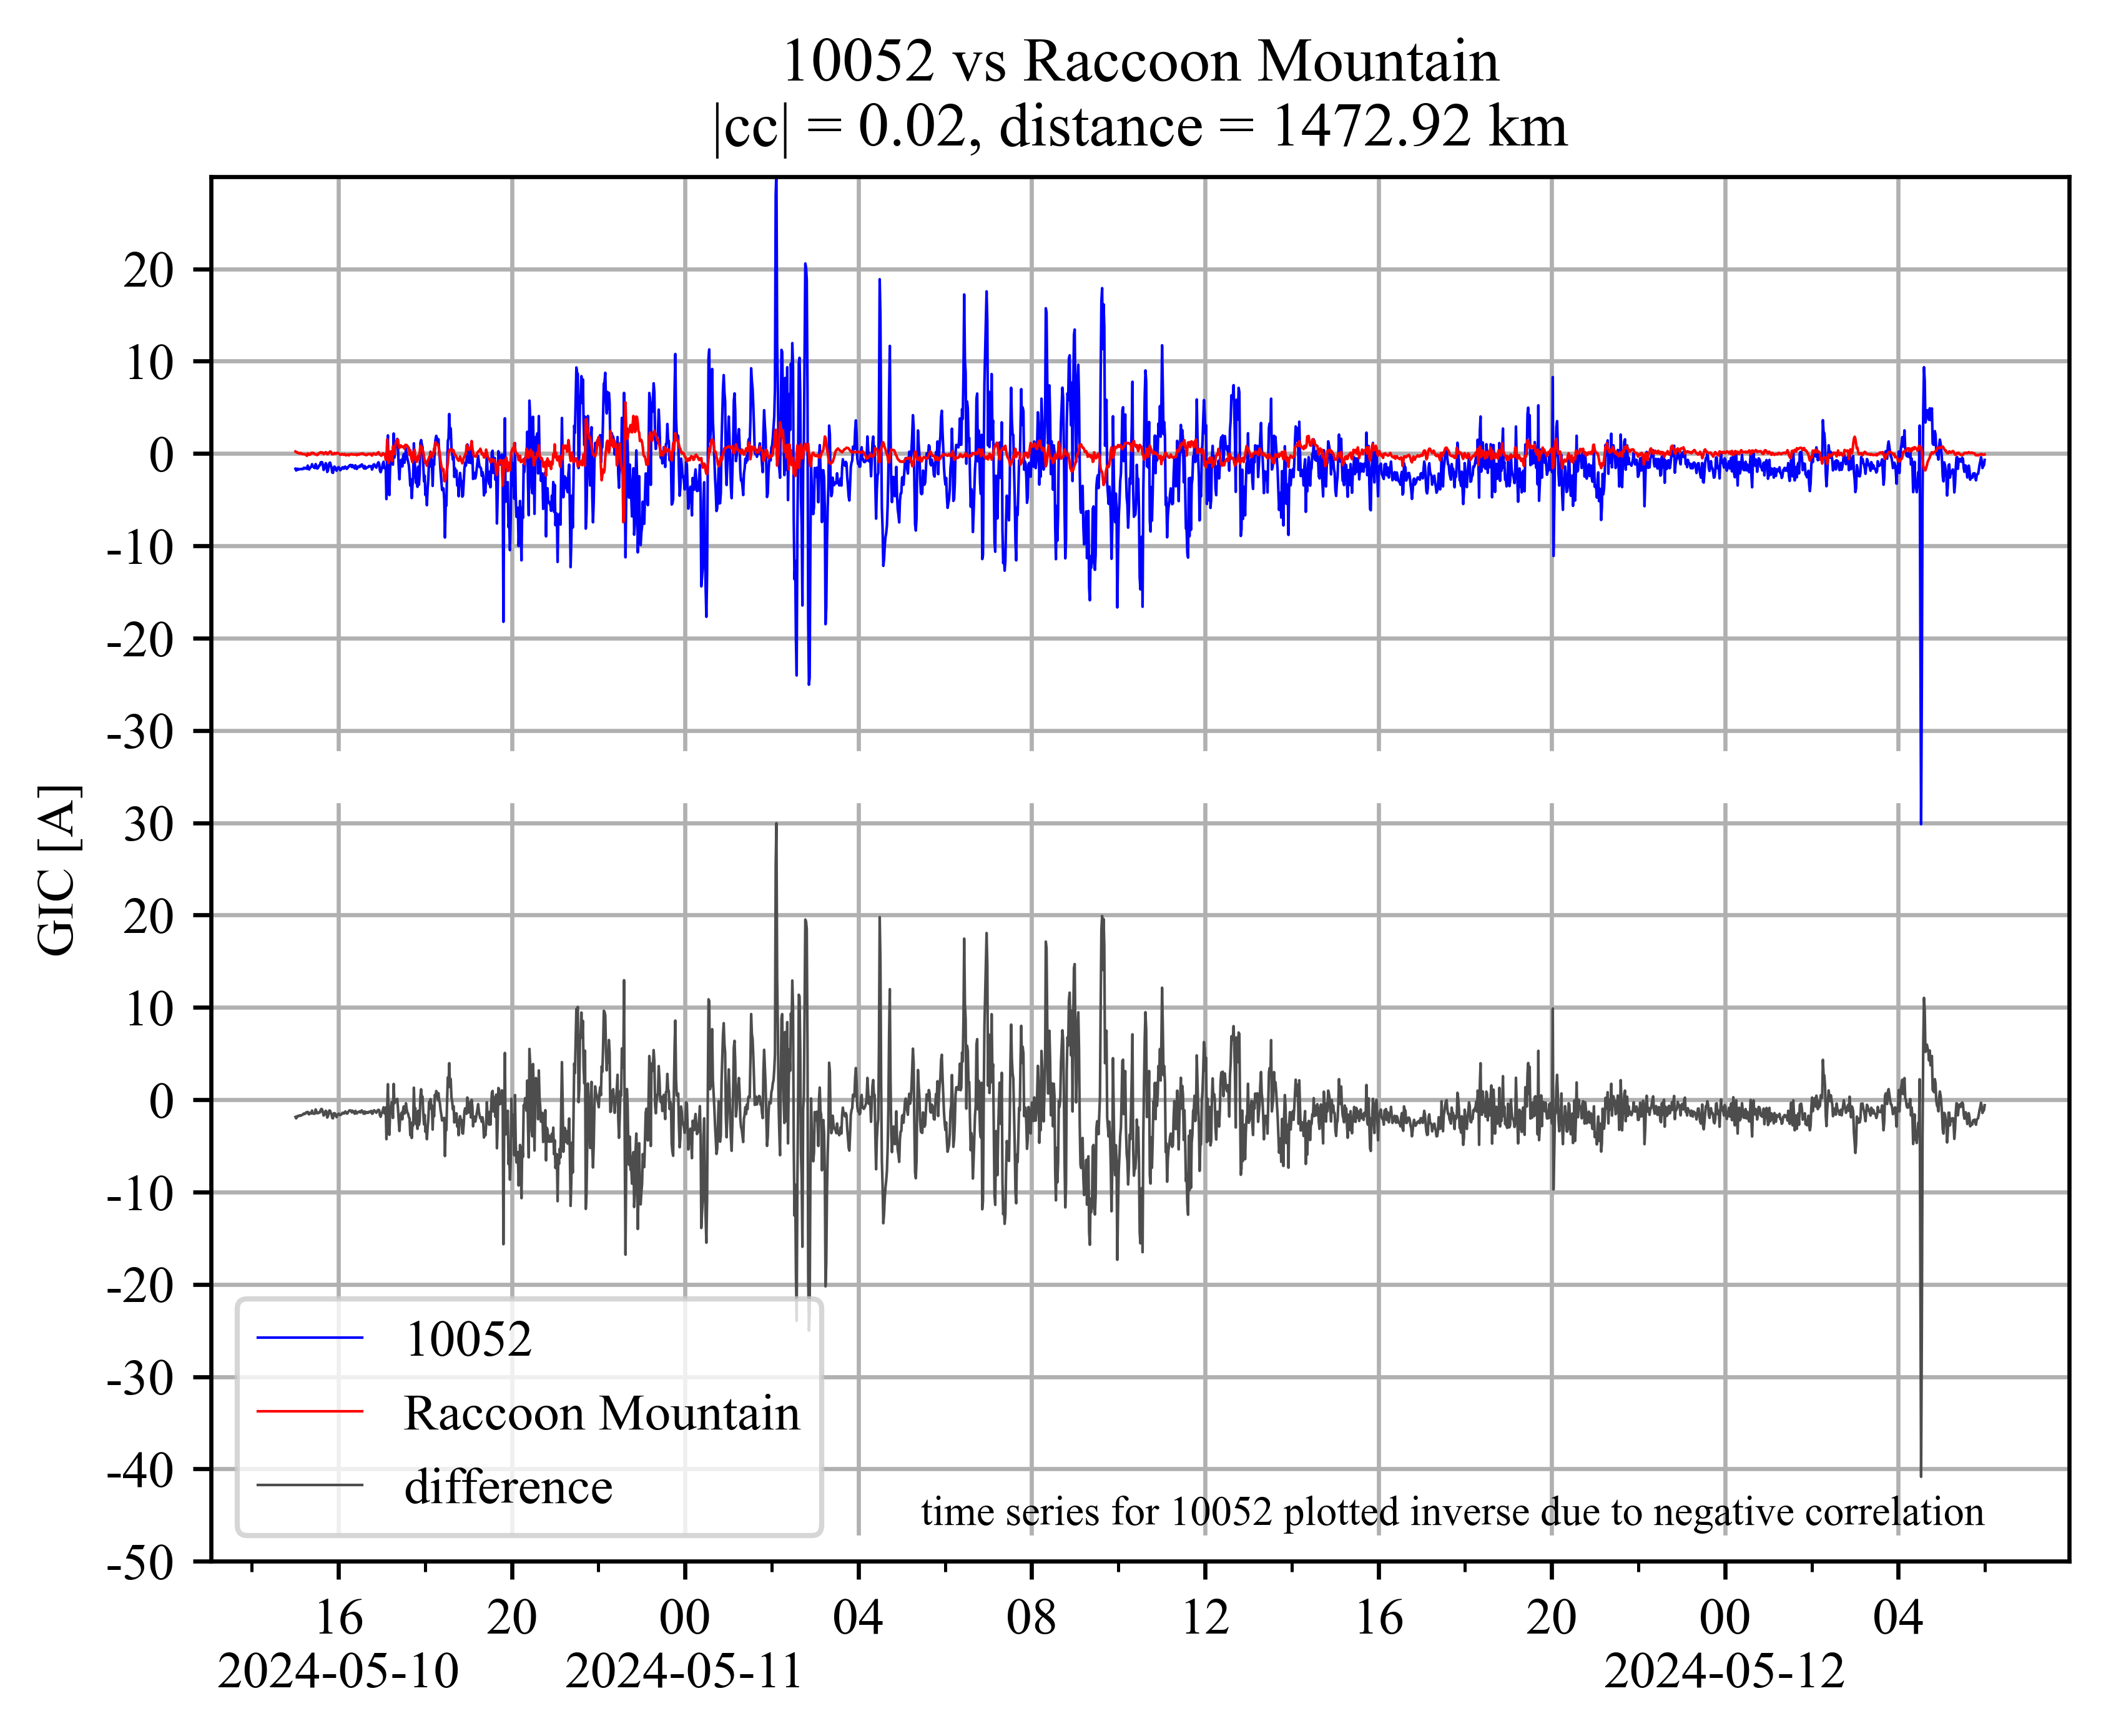 10052 vs Raccoon Mountain
|cc| = 0.02, distance = 1472.92 km
GIC [A]
20
10
0
-10
-20
-30
30
20
10
0
-10
-20
-30
-40
-50
10052
Raccoon Mountain
difference
time series for 10052 plotted inverse due to negative correlation
16 20 00 04 08 12 16 20 00 04
2024-05-10 2024-05-11 2024-05-12